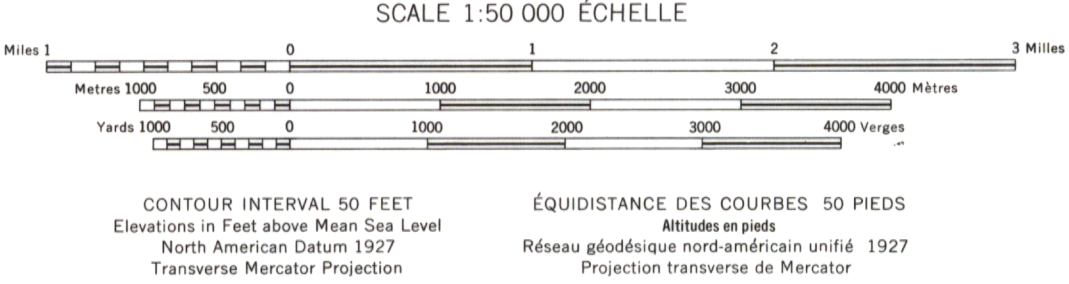 SCALE 1:50 000 ÉCHELLE
Miles 1 0 1 2 3 Milles
Metres 1000 500 0 1000 2000 3000 4000 Mètres
Yards 1000 500 0 1000 2000 3000 4000 Verges
CONTOUR INTERVAL 50 FEET
Elevations in Feet above Mean Sea Level
North American Datum 1927
Transverse Mercator Projection
ÉQUIDISTANCE DES COURBES 50 PIEDS
Altitudes en pieds
Réseau géodésique nord-américain unifié 1927
Projection transverse de Mercator